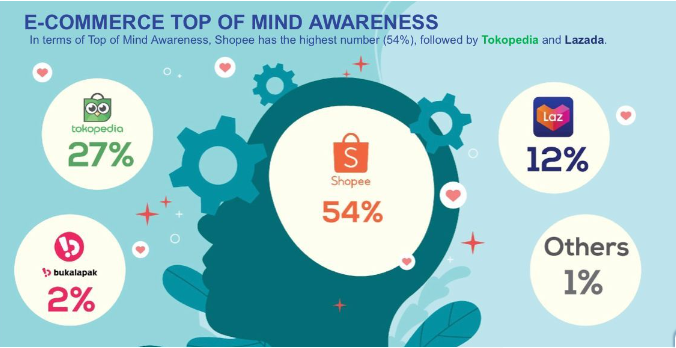 E-COMMERCE TOP OF MIND AWARENESS
In terms of Top of Mind Awareness, Shopee has the highest number (54%), followed by Tokopedia and Lazada.
tokopedia
27%
S
Shopee
54%
Laz
12%
bukalapak
2%
Others
1%